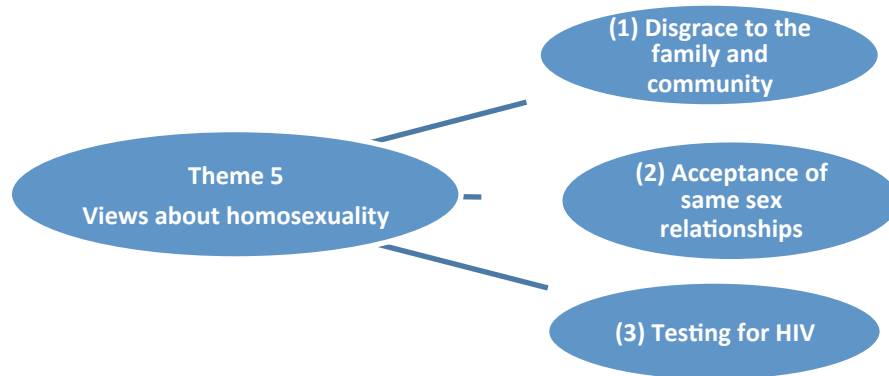 Theme 5
Views about homosexuality
(1) Disgrace to the
family and
community
(2) Acceptance of
same sex
relationships
(3) Testing for HIV